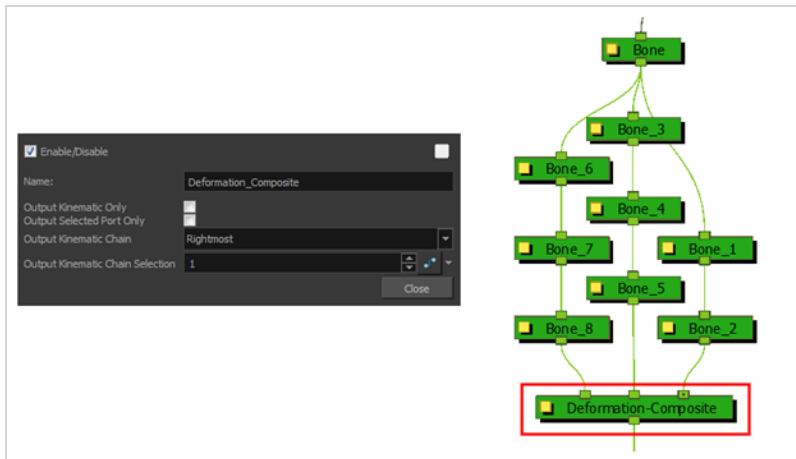 Enable/Disable
Name: Deformation_Composite
Output Kinematic Only
Output Selected Port Only
Output Kinematic Chain Rightmost
Output Kinematic Chain Selection 1
Close
Bone
Bone_3
Bone_6
Bone_4
Bone_7
Bone_1
Bone_5
Bone_8
Bone_2
Deformation-Composite